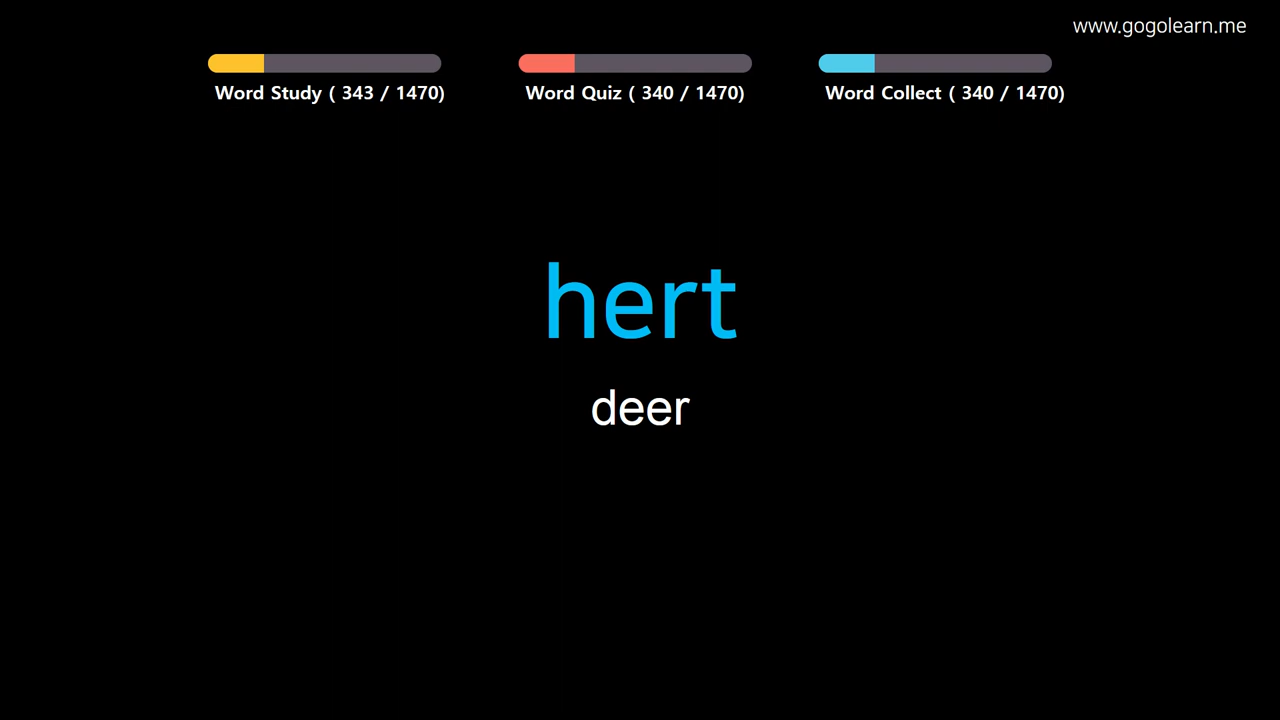 www.gogolearn.me
Word Study ( 343 / 1470)
Word Quiz ( 340 / 1470)
Word Collect ( 340 / 1470)
hert
deer